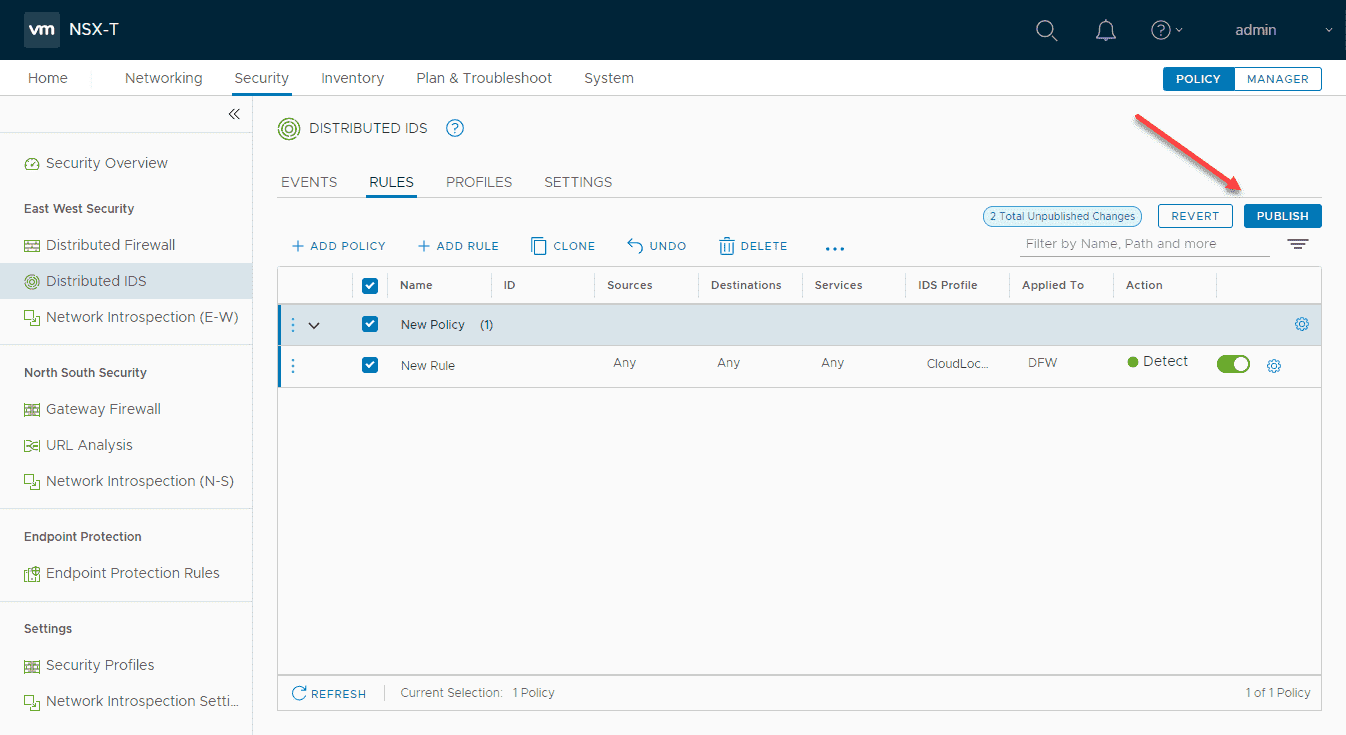 vm NSX-T admin
Home Networking Security Inventory Plan & Troubleshoot System POLICY MANAGER
Security Overview
East West Security
Distributed Firewall
Distributed IDS
Network Introspection (E-W)
North South Security
Gateway Firewall
URL Analysis
Network Introspection (N-S)
Endpoint Protection
Endpoint Protection Rules
Settings
Security Profiles
Network Introspection Setti...
DISTRIBUTED IDS ?
EVENTS RULES PROFILES SETTINGS
2 Total Unpublished Changes REVERT PUBLISH
+ ADD POLICY + ADD RULE CLONE UNDO DELETE ... Filter by Name, Path and more
Name ID Sources Destinations Services IDS Profile Applied To Action
New Policy (1)
New Rule Any Any Any CloudLoc... DFW Detect
REFRESH Current Selection: 1 Policy 1 of 1 Policy